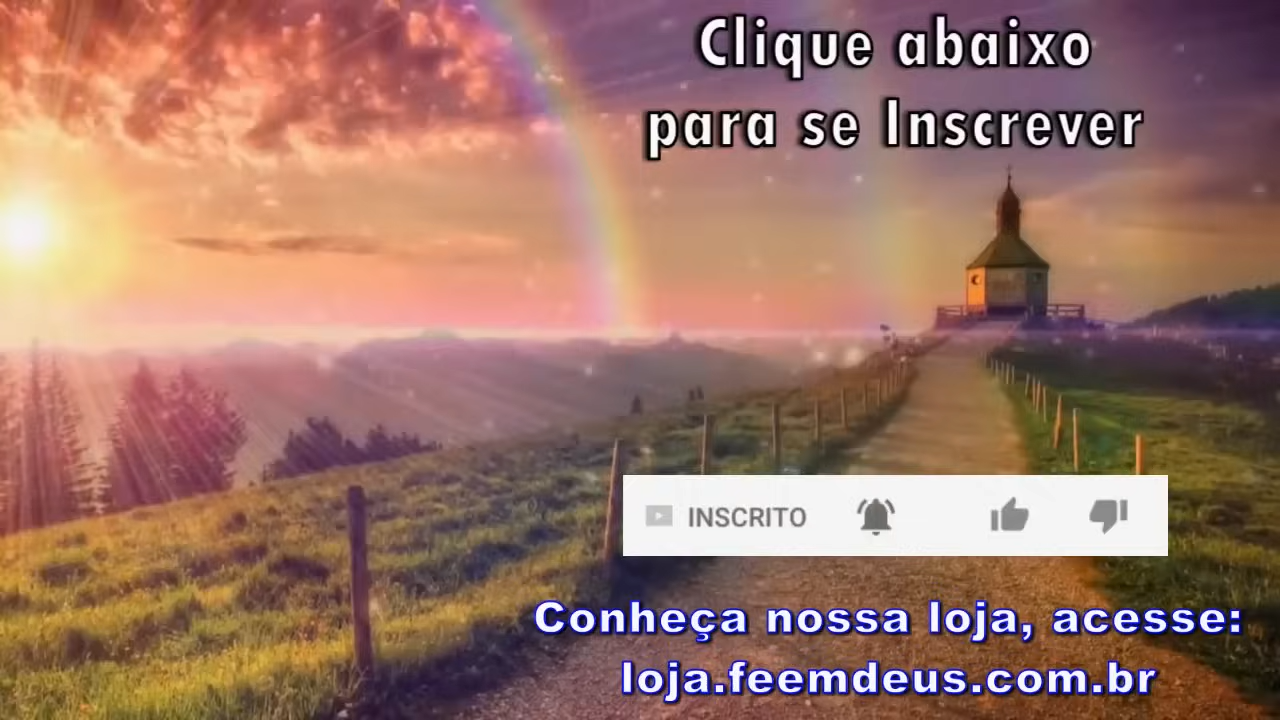 Clique abaixo
para se Inscrever
INSCRITO
Conheça nossa loja, acesse:
loja.feemdeus.com.br